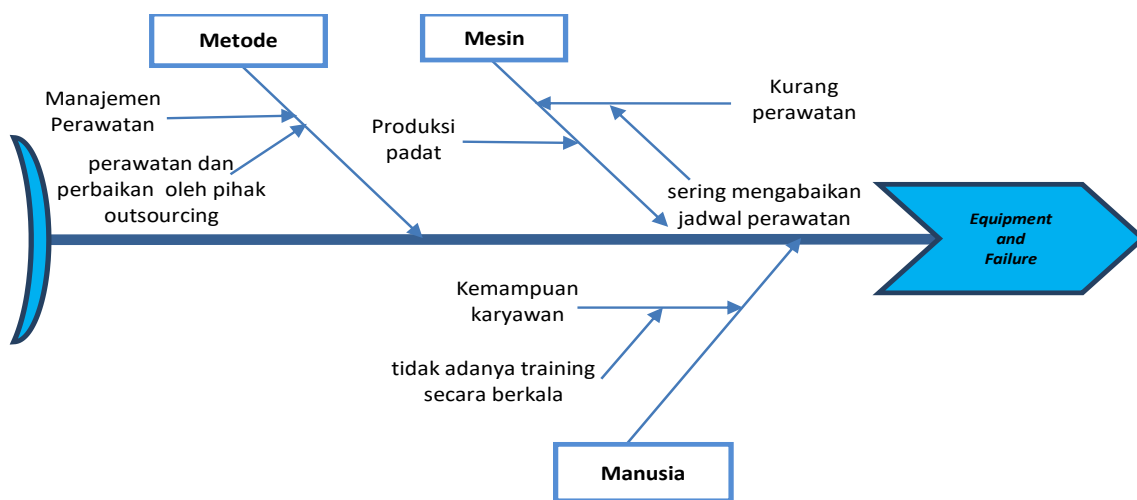 Metode
Mesin
Manajemen
Perawatan
perawatan dan
perbaikan  oleh pihak
outsourcing
Produksi
padat
Kurang
perawatan
sering mengabaikan
jadwal perawatan
Equipment
and
Failure
Kemampuan
karyawan
tidak adanya training
secara berkala
Manusia